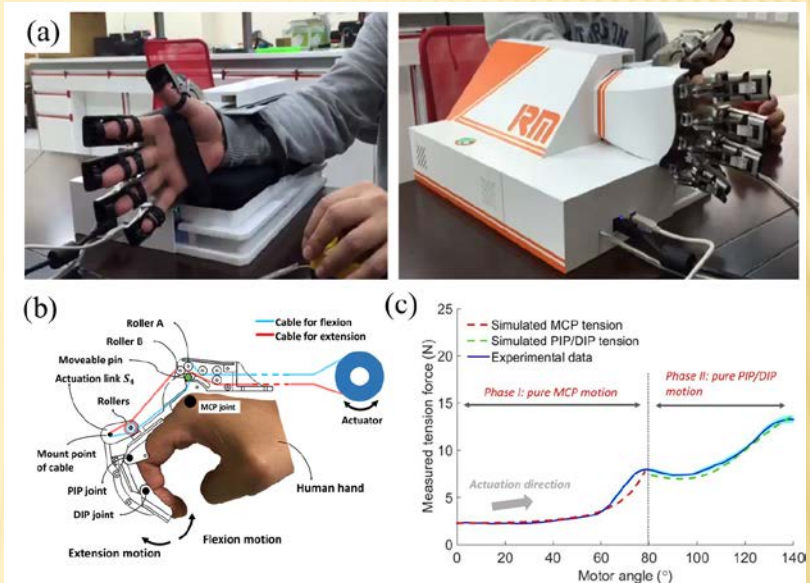 (a)
RM
(b)
Roller A
Roller B
Moveable pin
Actuation link S₄
Rollers
Mount point
of cable
PIP joint
DIP joint
Extension motion
Flexion motion
Cable for flexion
Cable for extension
MCP joint
Actuator
Human hand
(c)
Simulated MCP tension
Simulated PIP/DIP tension
Experimental data
Phase I: pure MCP motion
Phase II: pure PIP/DIP
motion
Actuation direction
Measured tension force (N)
25
20
15
10
5
0
0 20 40 60 80 100 120 140
Motor angle (°)